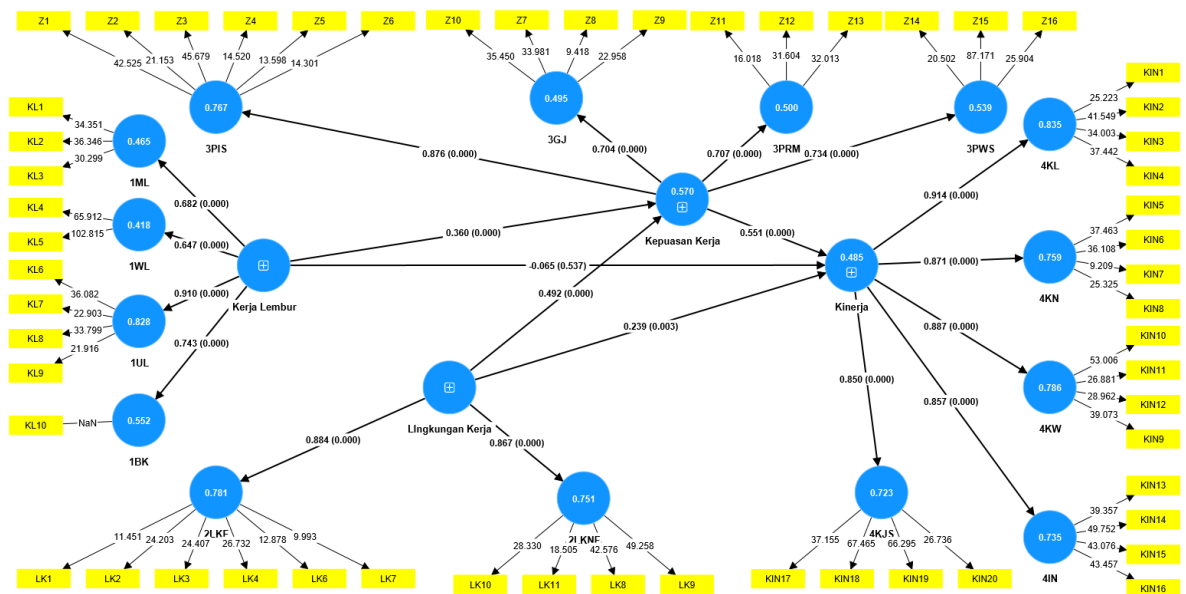 Z1
Z2
Z3
Z4
Z5
Z6
Z10
Z7
Z8
Z9
Z11
Z12
Z13
Z14
Z15
Z16
42.525
21.153
45.679
14.520
13.598
14.301
35.450
33.981
9.418
22.958
16.018
31.604
32.013
20.502
87.171
25.904
0.767
3PIS
0.495
3GJ
0.500
3PRM
0.539
3PWS
KL1
KL2
KL3
34.351
36.346
30.299
0.465
1ML
KL4
KL5
65.912
102.815
0.418
1WL
KL6
KL7
KL8
KL9
36.082
22.903
33.799
21.916
0.828
1UL
KL10
NaN
0.552
1BK
0.682 (0.000)
0.647 (0.000)
0.910 (0.000)
0.743 (0.000)
Kerja Lembur
0.876 (0.000)
0.704 (0.000)
0.707 (0.000)
0.734 (0.000)
0.570
Kepuasan Kerja
0.360 (0.000)
-0.065 (0.537)
0.492 (0.000)
0.239 (0.003)
0.551 (0.000)
0.485
Kinerja
LIngkungan Kerja
0.884 (0.000)
0.867 (0.000)
0.781
2LKF
11.451
24.203
24.407
26.732
12.878
9.993
LK1
LK2
LK3
LK4
LK6
LK7
0.751
2LKNF
28.330
18.505
42.576
49.258
LK10
LK11
LK8
LK9
0.914 (0.000)
0.871 (0.000)
0.887 (0.000)
0.857 (0.000)
0.850 (0.000)
0.835
4KL
25.223
41.549
34.003
37.442
KIN1
KIN2
KIN3
KIN4
0.759
4KN
37.463
36.108
9.209
25.325
KIN5
KIN6
KIN7
KIN8
0.786
4KW
53.006
26.881
28.962
39.073
KIN10
KIN11
KIN12
KIN9
0.735
4IN
39.357
49.752
43.076
43.457
KIN13
KIN14
KIN15
KIN16
0.723
4KJS
37.155
67.465
66.295
26.736
KIN17
KIN18
KIN19
KIN20